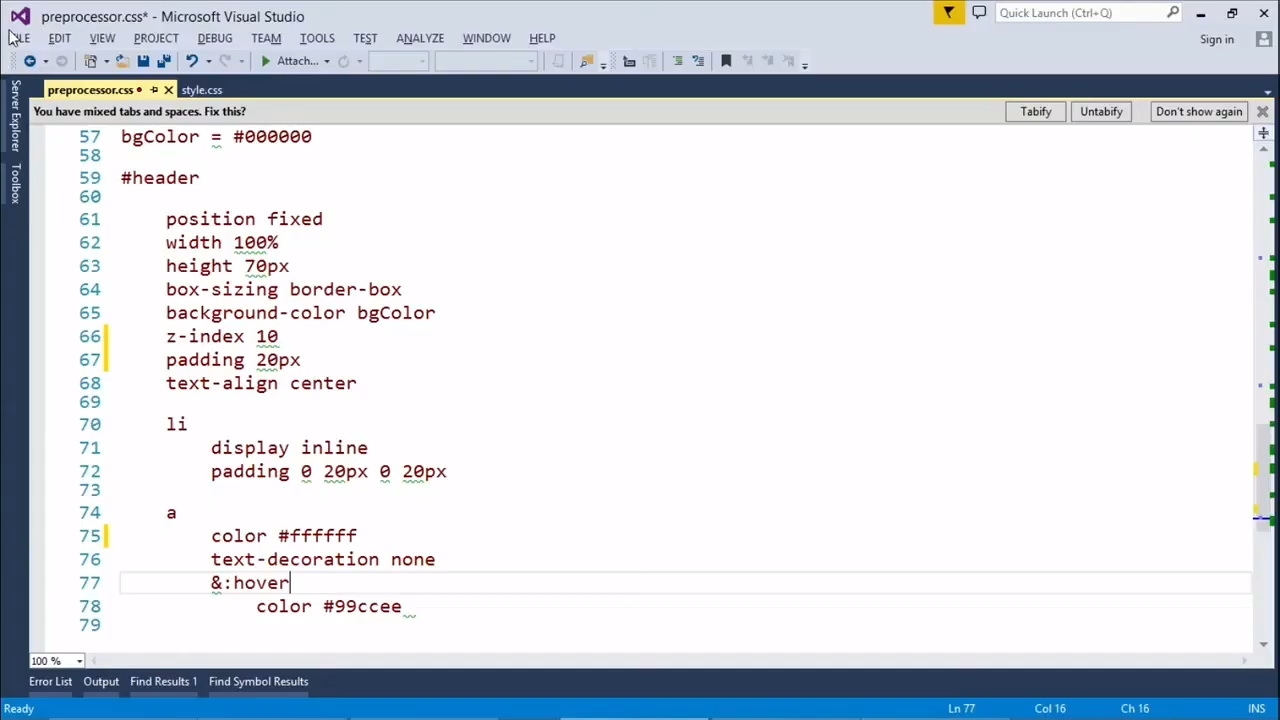 preprocessor.css* - Microsoft Visual Studio
Quick Launch (Ctrl+Q)
EDIT VIEW PROJECT DEBUG TEAM TOOLS TEST ANALYZE WINDOW HELP
Sign in
Attach...
Server Explorer
Toolbox
preprocessor.css style.css
You have mixed tabs and spaces. Fix this?
Tabify Untabify Don't show again
57 bgColor = #000000
58
59 #header
60
61 position fixed
62 width 100%
63 height 70px
64 box-sizing border-box
65 background-color bgColor
66 z-index 10
67 padding 20px
68 text-align center
69
70 li
71 display inline
72 padding 0 20px 0 20px
73
74 a
75 color #ffffff
76 text-decoration none
77 &:hover
78 color #99ccee
79
100 %
Error List Output Find Results 1 Find Symbol Results
Ready Ln 77 Col 16 Ch 16 INS